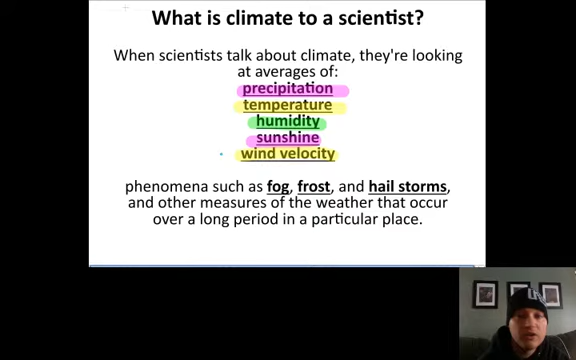 What is climate to a scientist?
When scientists talk about climate, they're looking
at averages of:
precipitation
temperature
humidity
sunshine
wind velocity
phenomena such as fog, frost, and hail storms,
and other measures of the weather that occur
over a long period in a particular place.